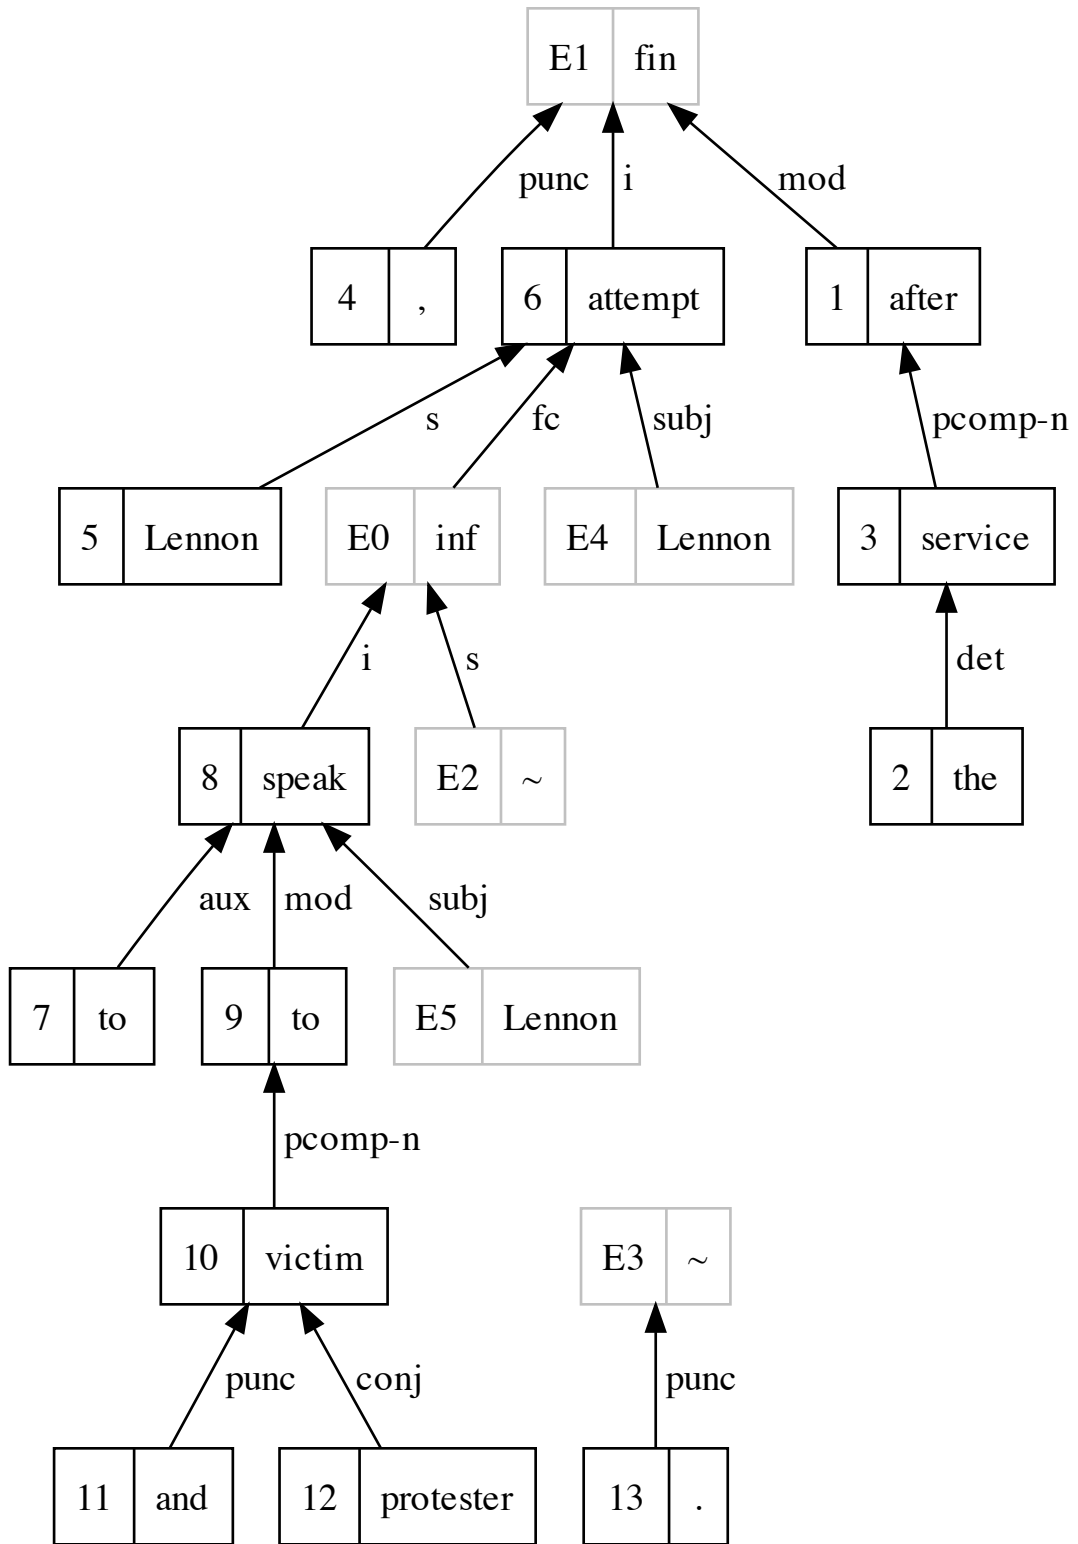 E1 fin
punc i mod
4 , 6 attempt 1 after
s fc subj pcomp-n
5 Lennon E0 inf E4 Lennon 3 service
i s det
8 speak E2 ~ 2 the
aux mod subj
7 to 9 to E5 Lennon
pcomp-n
10 victim E3 ~
punc conj punc
11 and 12 protester 13 .